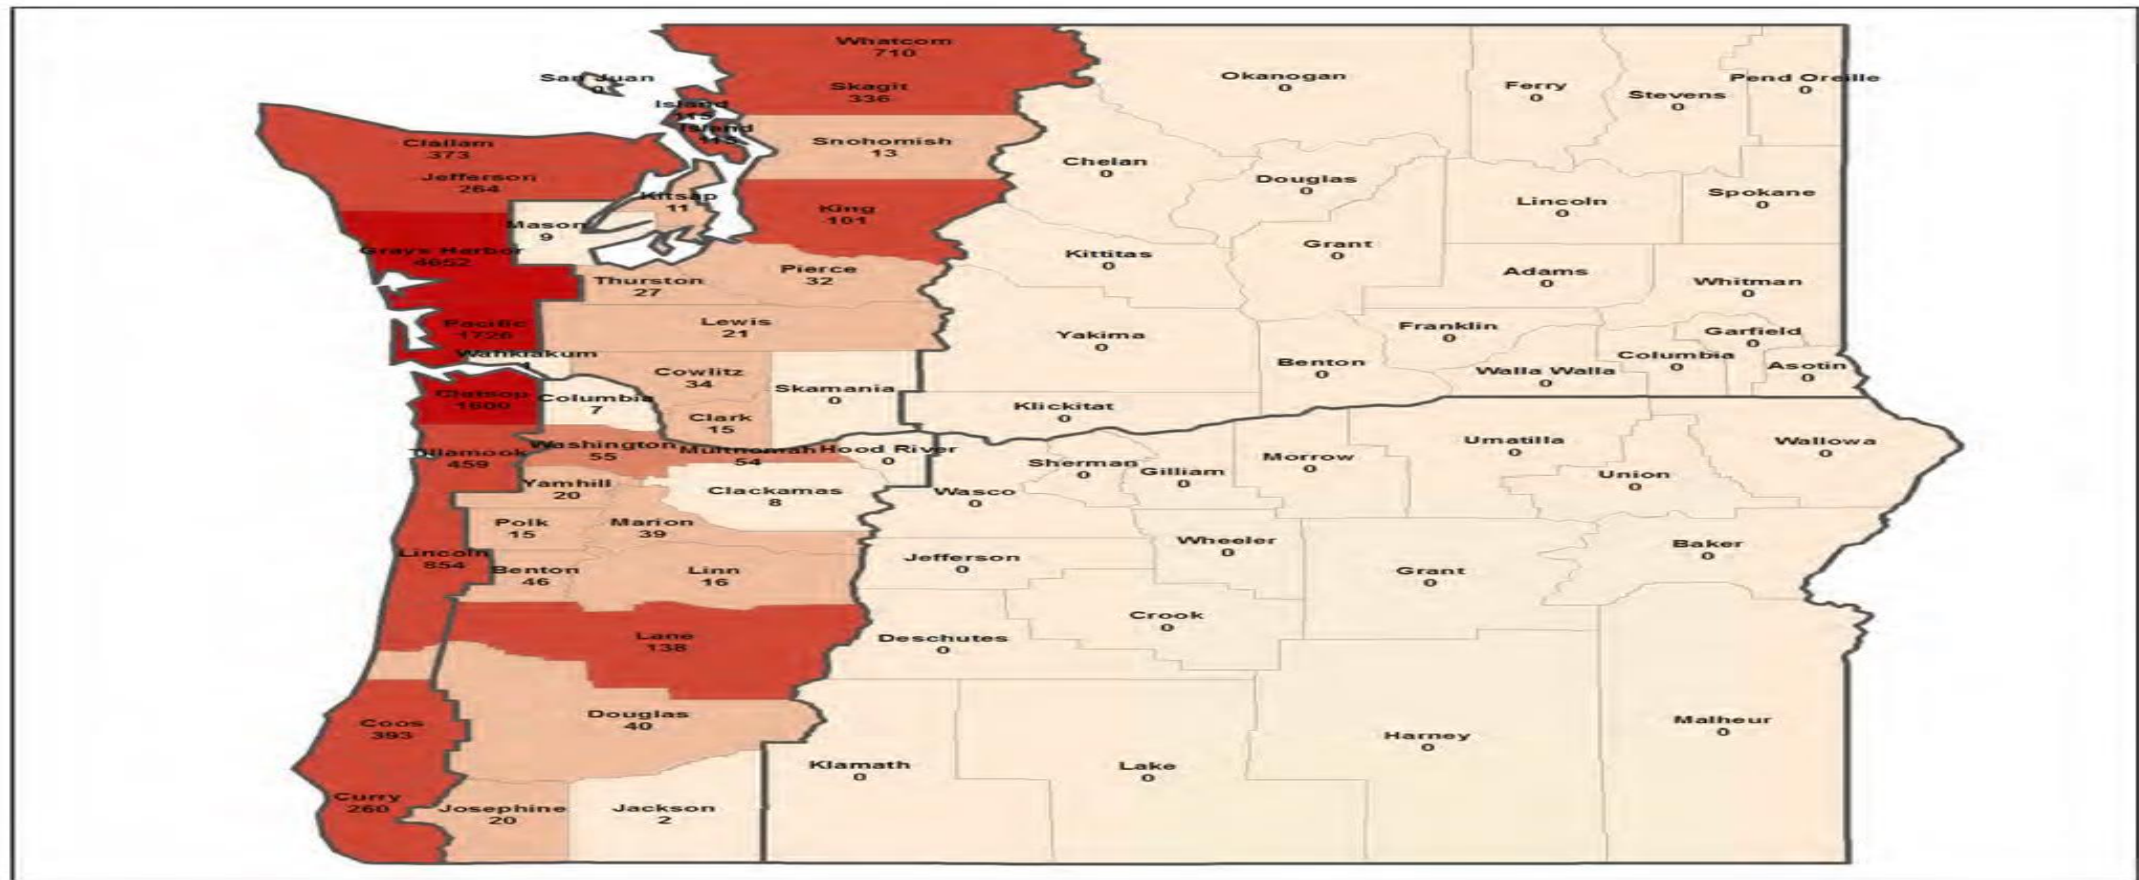 Whatcom
710
Skagit
336
San Juan
0
Island
115
Island
115
Okanogan
0
Ferry
0
Stevens
0
Pend Oreille
0
Clallam
373
Jefferson
264
Snohomish
13
Chelan
0
Douglas
0
Lincoln
0
Spokane
0
Kitsap
11
King
101
Mason
9
Grays Harbor
4652
Kittitas
0
Grant
0
Adams
0
Whitman
0
Thurston
27
Pierce
32
Pacific
1726
Lewis
21
Yakima
0
Franklin
0
Garfield
0
Wahkiakum
1
Cowlitz
34
Skamania
0
Benton
0
Walla Walla
0
Columbia
0
Asotin
0
Clatsop
1609
Columbia
7
Clark
15
Klickitat
0
Tillamook
459
Washington
55
Multnomah
54
Hood River
0
Sherman
0
Gilliam
0
Morrow
0
Umatilla
0
Union
0
Wallowa
0
Yamhill
20
Clackamas
8
Wasco
0
Polk
15
Marion
39
Wheeler
0
Baker
0
Lincoln
854
Benton
46
Linn
16
Jefferson
0
Grant
0
Lane
138
Deschutes
0
Crook
0
Coos
393
Douglas
40
Malheur
0
Harney
0
Klamath
0
Lake
0
Curry
260
Josephine
20
Jackson
2